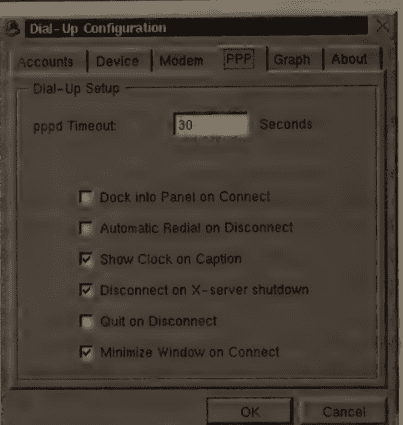 Dial-Up Configuration
Accounts Device Modem PPP Graph About
Dial-Up Setup
pppd Timeout: 30 Seconds
Dock into Panel on Connect
Automatic Redial on Disconnect
Show Clock on Caption
Disconnect on X-server shutdown
Quit on Disconnect
Minimize Window on Connect
OK Cancel